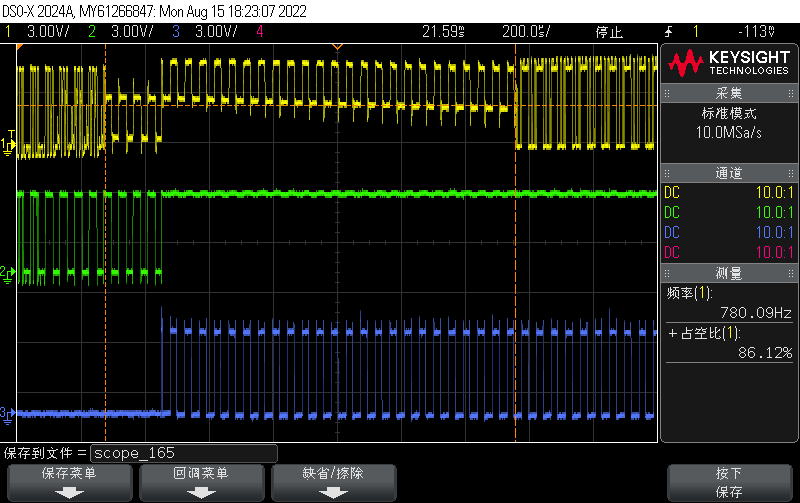 DSO-X 2024A, MY61266847: Mon Aug 15 18:23:07 2022
1 3.00V/ 2 3.00V/ 3 3.00V/ 4 21.59ms 200.0us/ 停止 1 -113mV
KEYSIGHT
TECHNOLOGIES
采集
标准模式
10.0MSa/s
通道
DC 10.0:1
DC 10.0:1
DC 10.0:1
DC 10.0:1
测量
频率(1):
780.09Hz
+占空比(1):
86.12%
T
1
2
3
保存到文件 = scope_165
保存菜单 回调菜单 缺省/擦除 按下
保存